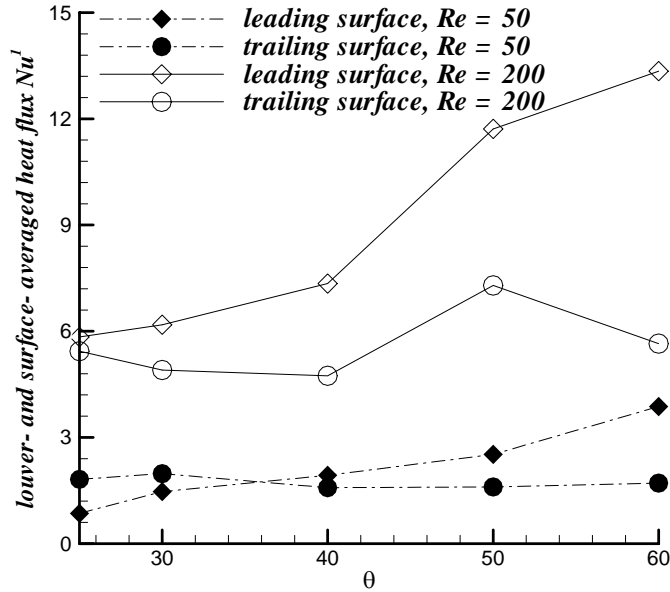 leading surface, Re = 50
trailing surface, Re = 50
leading surface, Re = 200
trailing surface, Re = 200
louver- and surface- averaged heat flux Nu¹
15
12
9
6
3
0
30
40
50
60
θ